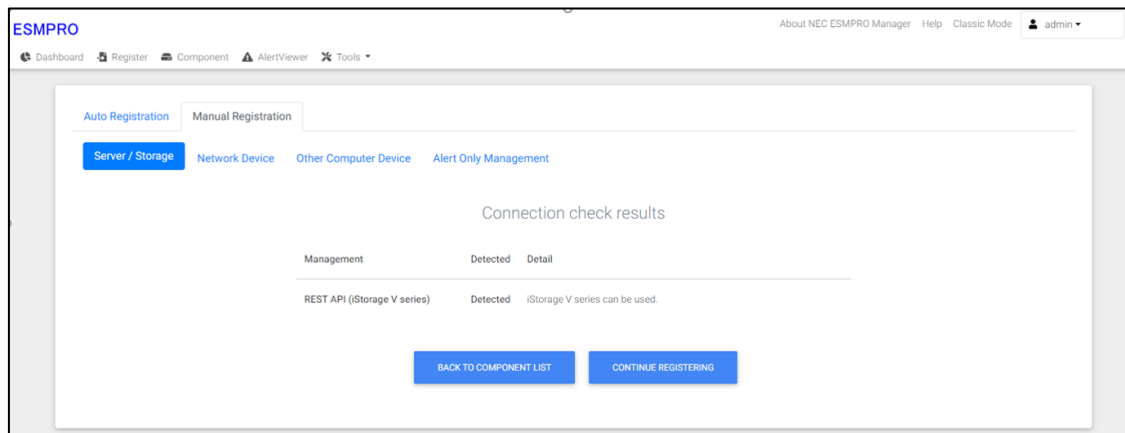 ESMPRO
About NEC ESMPRO Manager Help Classic Mode admin
Dashboard Register Component AlertViewer Tools
Auto Registration Manual Registration
Server / Storage Network Device Other Computer Device Alert Only Management
Connection check results
Management Detected Detail
REST API (iStorage V series) Detected iStorage V series can be used.
BACK TO COMPONENT LIST CONTINUE REGISTERING